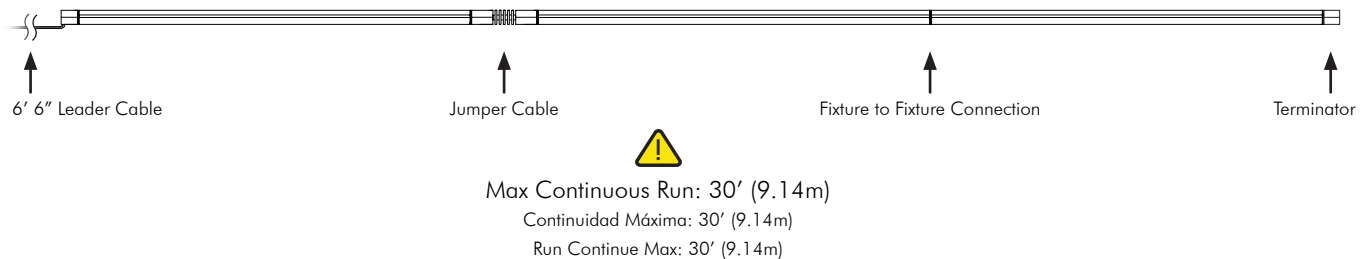 6′ 6″ Leader Cable
Jumper Cable
Fixture to Fixture Connection
Terminator
!
Max Continuous Run: 30′ (9.14m)
Continuidad Máxima: 30′ (9.14m)
Run Continue Max: 30′ (9.14m)